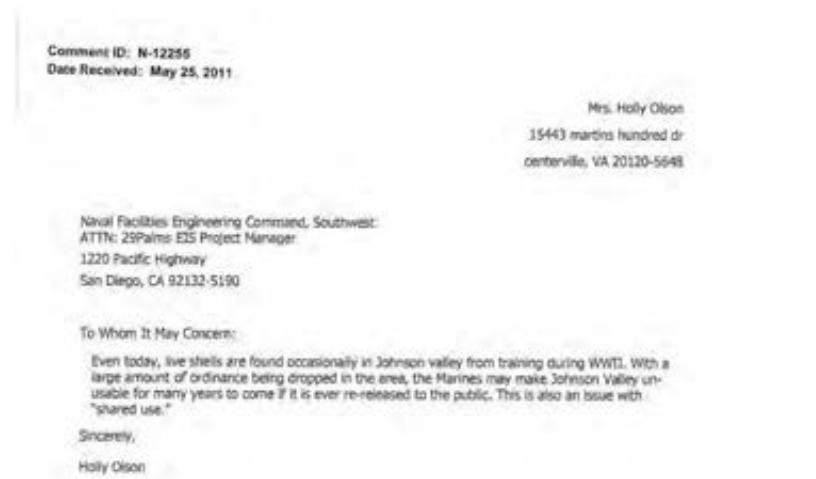 Comment ID: N-12255
Date Received: May 25, 2011
Mrs. Holly Olson
15443 martins hundred dr
centerville, VA 20120-5648
Naval Facilities Engineering Command, Southwest
ATTN: 29Palms EIS Project Manager
1220 Pacific Highway
San Diego, CA 92132-5190
To Whom It May Concern:
Even today, live shells are found occasionally in Johnson valley from training during WWII. With a
large amount of ordinance being dropped in the area, the Marines may make Johnson Valley un-
usable for many years to come if it is ever re-released to the public. This is also an issue with
"shared use."
Sincerely,
Holly Olson